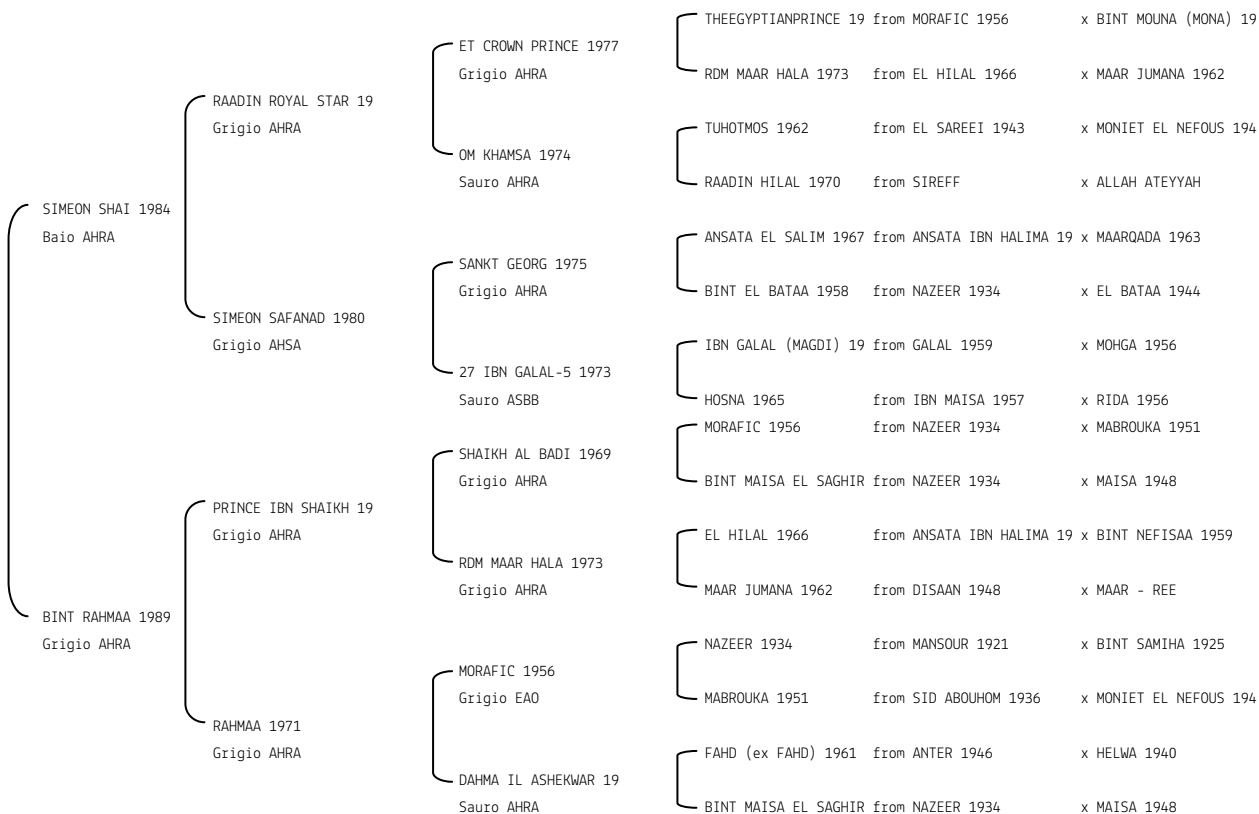 THEEGYPTIANPRINCE 19 from MORAFIC 1956 x BINT MOUNA (MONA) 19
ET CROWN PRINCE 1977
Grigio AHRA
RDM MAAR HALA 1973 from EL HILAL 1966 x MAAR JUMANA 1962
RAADIN ROYAL STAR 19
Grigio AHRA
TUHOTMOS 1962 from EL SAREEI 1943 x MONIET EL NEFOUS 194
OM KHAMSA 1974
Sauro AHRA
RAADIN HILAL 1970 from SIREFF x ALLAH ATEYYAH
SIMEON SHAI 1984
Baio AHRA
ANSATA EL SALIM 1967 from ANSATA IBN HALIMA 19 x MAARQADA 1963
SANKT GEORG 1975
Grigio AHRA
BINT EL BATAA 1958 from NAZEER 1934 x EL BATAA 1944
SIMEON SAFANAD 1980
Grigio AHSA
IBN GALAL (MAGDI) 19 from GALAL 1959 x MOHGA 1956
27 IBN GALAL-5 1973
Sauro ASBB
HOSNA 1965 from IBN MAISA 1957 x RIDA 1956
MORAFIC 1956 from NAZEER 1934 x MABROUKA 1951
SHAIKH AL BADI 1969
Grigio AHRA
BINT MAISA EL SAGHIR from NAZEER 1934 x MAISA 1948
PRINCE IBN SHAIKH 19
Grigio AHRA
EL HILAL 1966 from ANSATA IBN HALIMA 19 x BINT NEFISAA 1959
RDM MAAR HALA 1973
Grigio AHRA
MAAR JUMANA 1962 from DISAAN 1948 x MAAR - REE
BINT RAHMAA 1989
Grigio AHRA
NAZEER 1934 from MANSOUR 1921 x BINT SAMIHA 1925
MORAFIC 1956
Grigio EAO
MABROUKA 1951 from SID ABOUHOM 1936 x MONIET EL NEFOUS 194
RAHMAA 1971
Grigio AHRA
FAHD (ex FAHD) 1961 from ANTER 1946 x HELWA 1940
DAHMA IL ASHEKWAR 19
Sauro AHRA
BINT MAISA EL SAGHIR from NAZEER 1934 x MAISA 1948